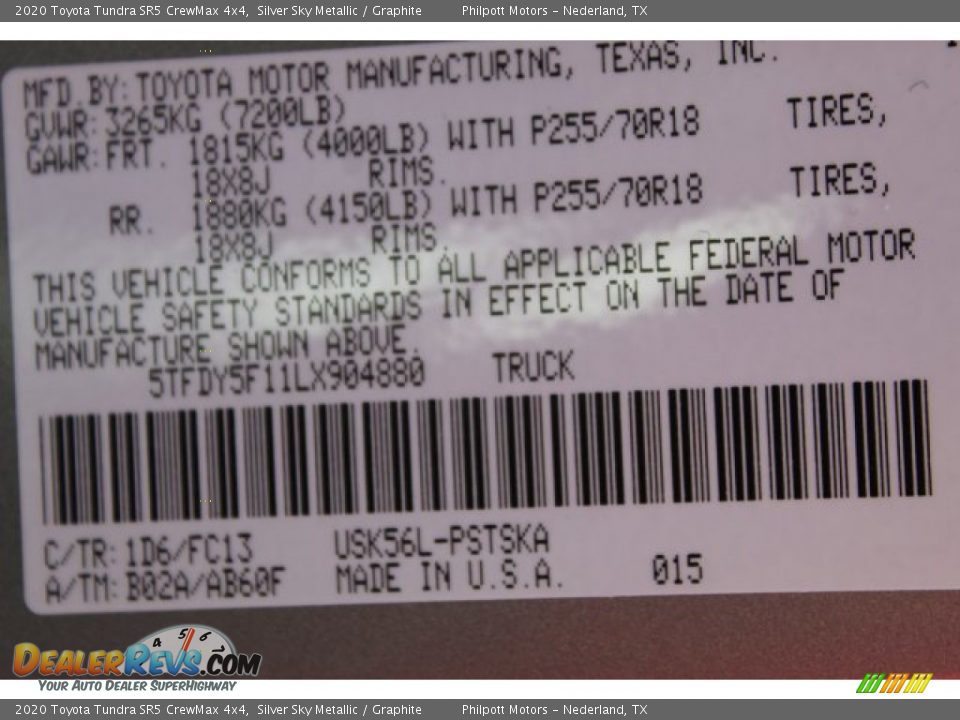 2020 Toyota Tundra SR5 CrewMax 4x4, Silver Sky Metallic / Graphite Philpott Motors - Nederland, TX
MFD.BY:TOYOTA MOTOR MANUFACTURING, TEXAS, INC.
GVWR:3265KG (7200LB)
GAWR:FRT. 1815KG (4000LB) WITH P255/70R18 TIRES,
18X8J RIMS.
RR. 1880KG (4150LB) WITH P255/70R18 TIRES,
18X8J RIMS.
THIS VEHICLE CONFORMS TO ALL APPLICABLE FEDERAL MOTOR
VEHICLE SAFETY STANDARDS IN EFFECT ON THE DATE OF
MANUFACTURE SHOWN ABOVE.
5TFDY5F11LX904880 TRUCK
C/TR:1D6/FC13 USK56L-PSTSKA
A/TM:B02A/AB60F MADE IN U.S.A. 015
4 5 6
DEALERREVS.COM
YOUR AUTO DEALER SUPERHIGHWAY
2020 Toyota Tundra SR5 CrewMax 4x4, Silver Sky Metallic / Graphite Philpott Motors - Nederland, TX